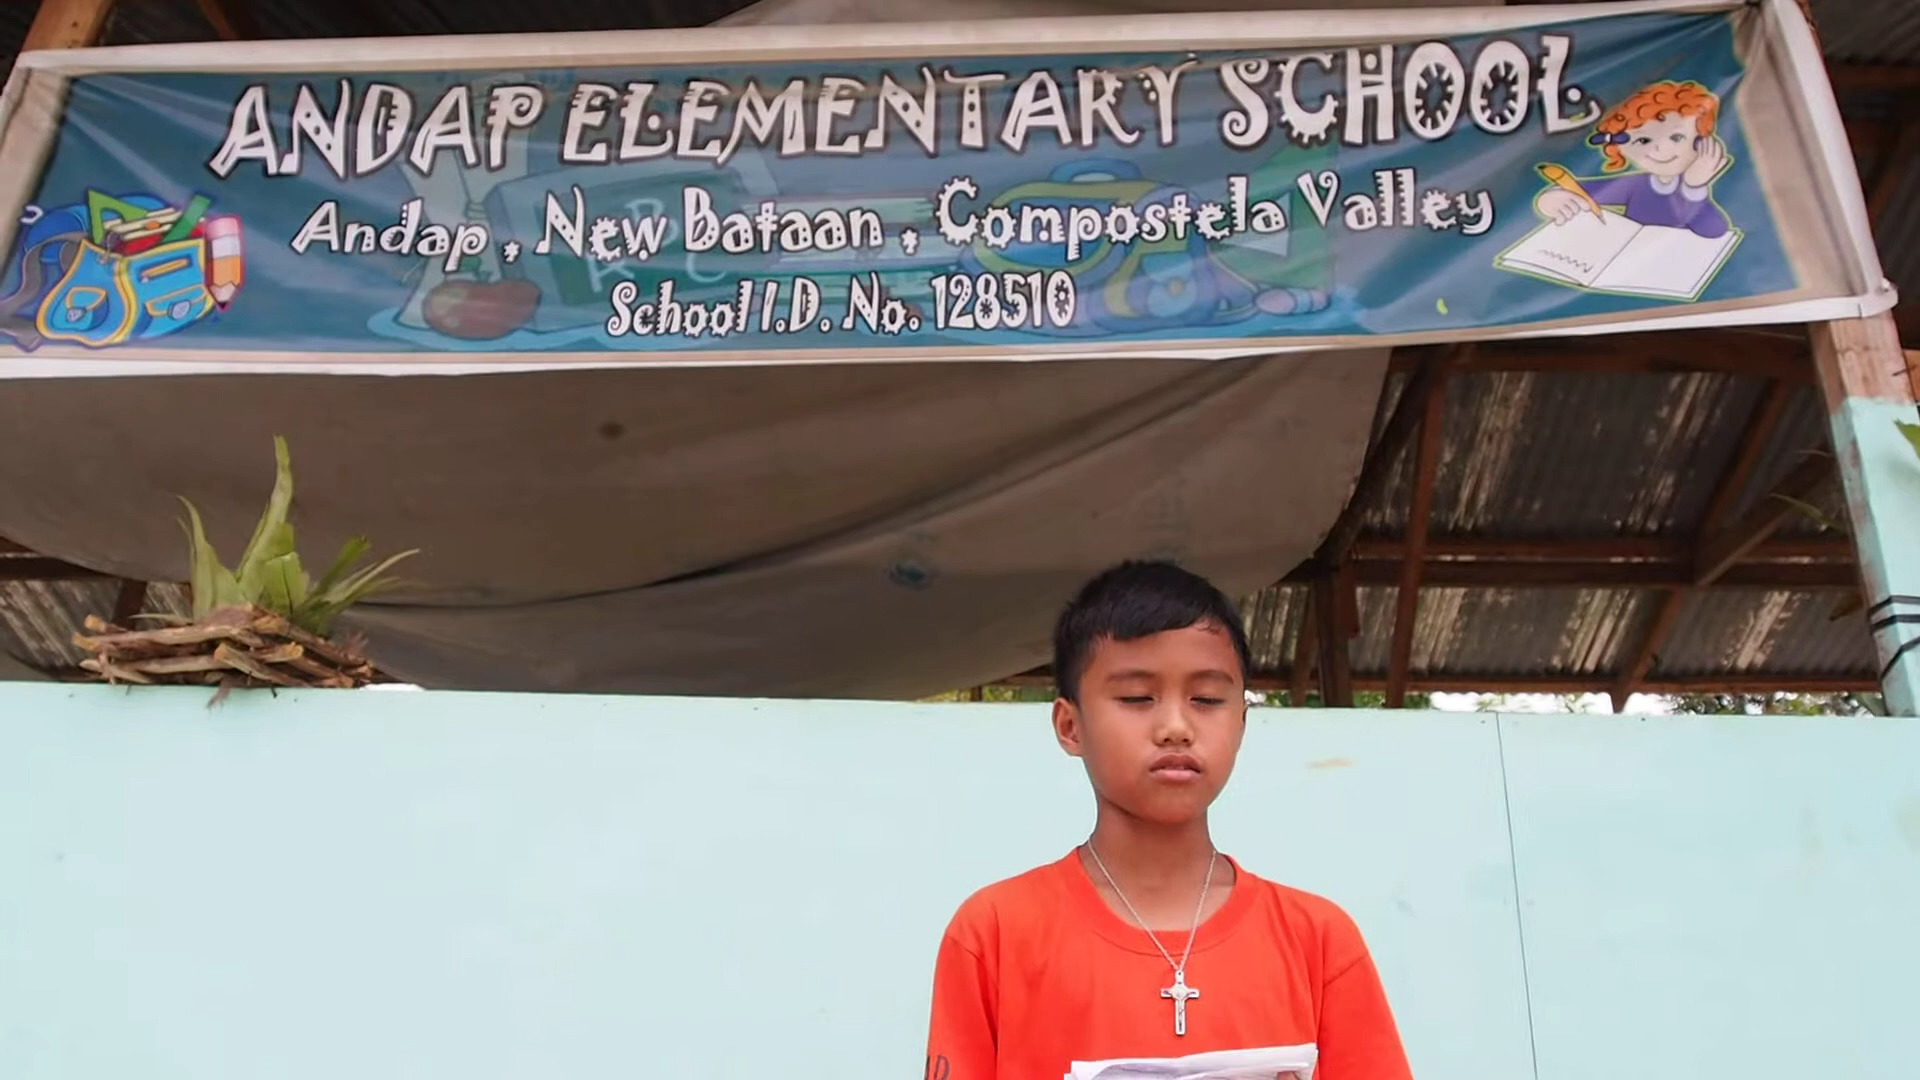 ANDAP ELEMENTARY SCHOOL
Andap, New Bataan, Compostela Valley
School I.D. No. 128510